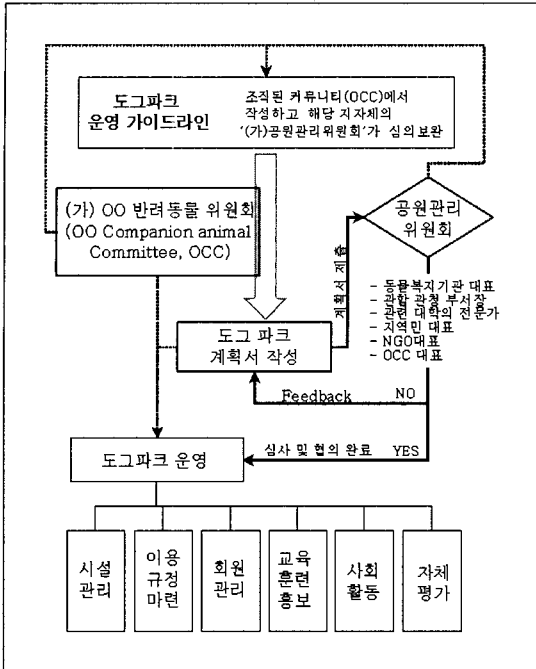 도그파크
운영 가이드라인
조직된 커뮤니티(OCC)에서
작성하고 해당 지자체의
'(가)공원관리위원회'가 심의보완
(가) OO 반려동물 위원회
(OO Companion animal
Committee, OCC)
공원관리
위원회
계획서 제출
- 동물복지기관 대표
- 관할 관청 부서장
- 관련 대학의 전문가
- 지역민 대표
- NGO대표
- OCC 대표
도그 파크
계획서 작성
Feedback
NO
심사 및 협의 완료
YES
도그파크 운영
시설
관리
이용
규정
마련
회원
관리
교육
훈련
홍보
사회
활동
자체
평가